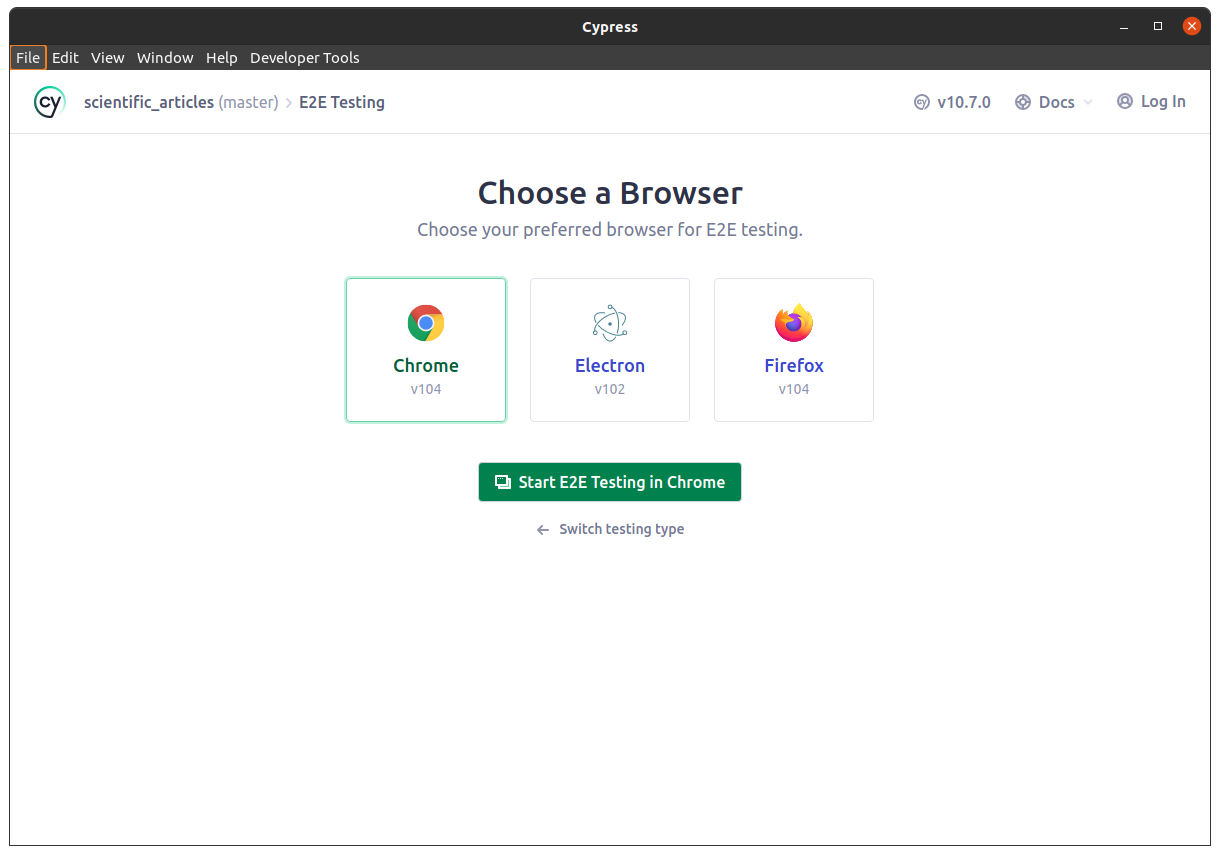 Cypress
File Edit View Window Help Developer Tools
cy scientific_articles (master) > E2E Testing cy v10.7.0 Docs Log In
Choose a Browser
Choose your preferred browser for E2E testing.
Chrome Electron Firefox
v104 v102 v104
Start E2E Testing in Chrome
← Switch testing type